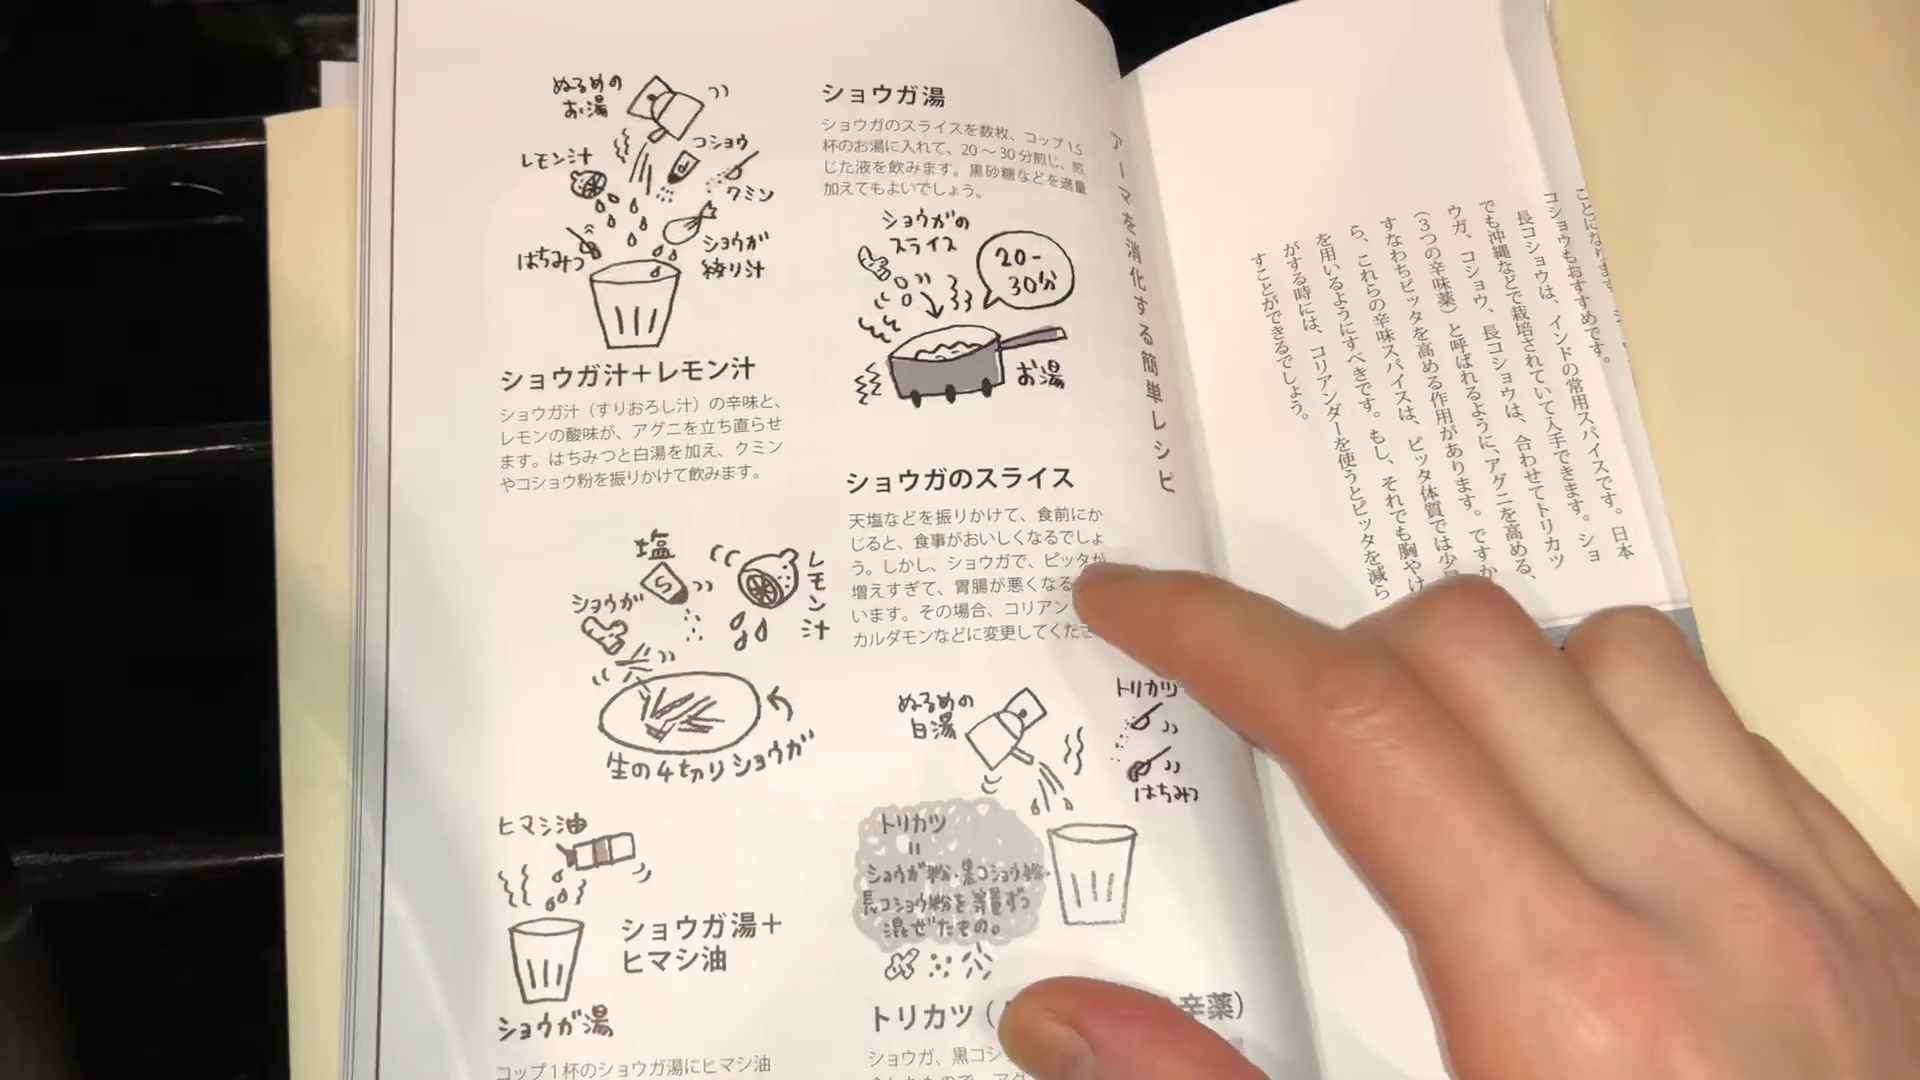 ぬるめの
お湯
コショウ
レモン汁
クミン
はちみつ
ショウガ
絞り汁
ショウガ汁＋レモン汁
ショウガ汁（すりおろし汁）の辛味と、
レモンの酸味が、アグニを立ち直らせ
ます。はちみつと白湯を加え、クミン
やコショウ粉を振りかけて飲みます。
塩
レモン汁
ショウガ
生の千切りショウガ
ヒマシ油
ショウガ湯＋
ヒマシ油
ショウガ湯
コップ1杯のショウガ湯にヒマシ油
ショウガ湯
ショウガのスライスを数枚、コップ1.5
杯のお湯に入れて、20〜30分煎じ、煎
じた液を飲みます。黒砂糖などを適量
加えてもよいでしょう。
ショウガの
スライス
20-
30分
お湯
ショウガのスライス
天塩などを振りかけて、食前にか
じると、食事がおいしくなるでしょ
う。しかし、ショウガで、ピッタが
増えすぎて、胃腸が悪くなる
います。その場合、コリアン
カルダモンなどに変更してくださ
ぬるめの
白湯
トリカツ
はちみつ
トリカツ
＝
ショウガ粉・黒コショウ粉・
長コショウ粉を等量ずつ
混ぜたもの。
トリカツ（
辛薬）
ショウガ、黒コシ
アーマを消化する簡単レシピ
コショウもおすすめです。
長コショウは、インドの常用スパイスです。日本
でも沖縄などで栽培されていて入手できます。ショ
ウガ、コショウ、長コショウは、合わせてトリカツ
（3つの辛味薬）と呼ばれるように、アグニを高める、
すなわちピッタを高める作用があります。ですか
ら、これらの辛味スパイスは、ピッタ体質では少
を用いるようにすべきです。もし、それでも胸やけ
がする時には、コリアンダーを使うとピッタを減ら
すことができるでしょう。